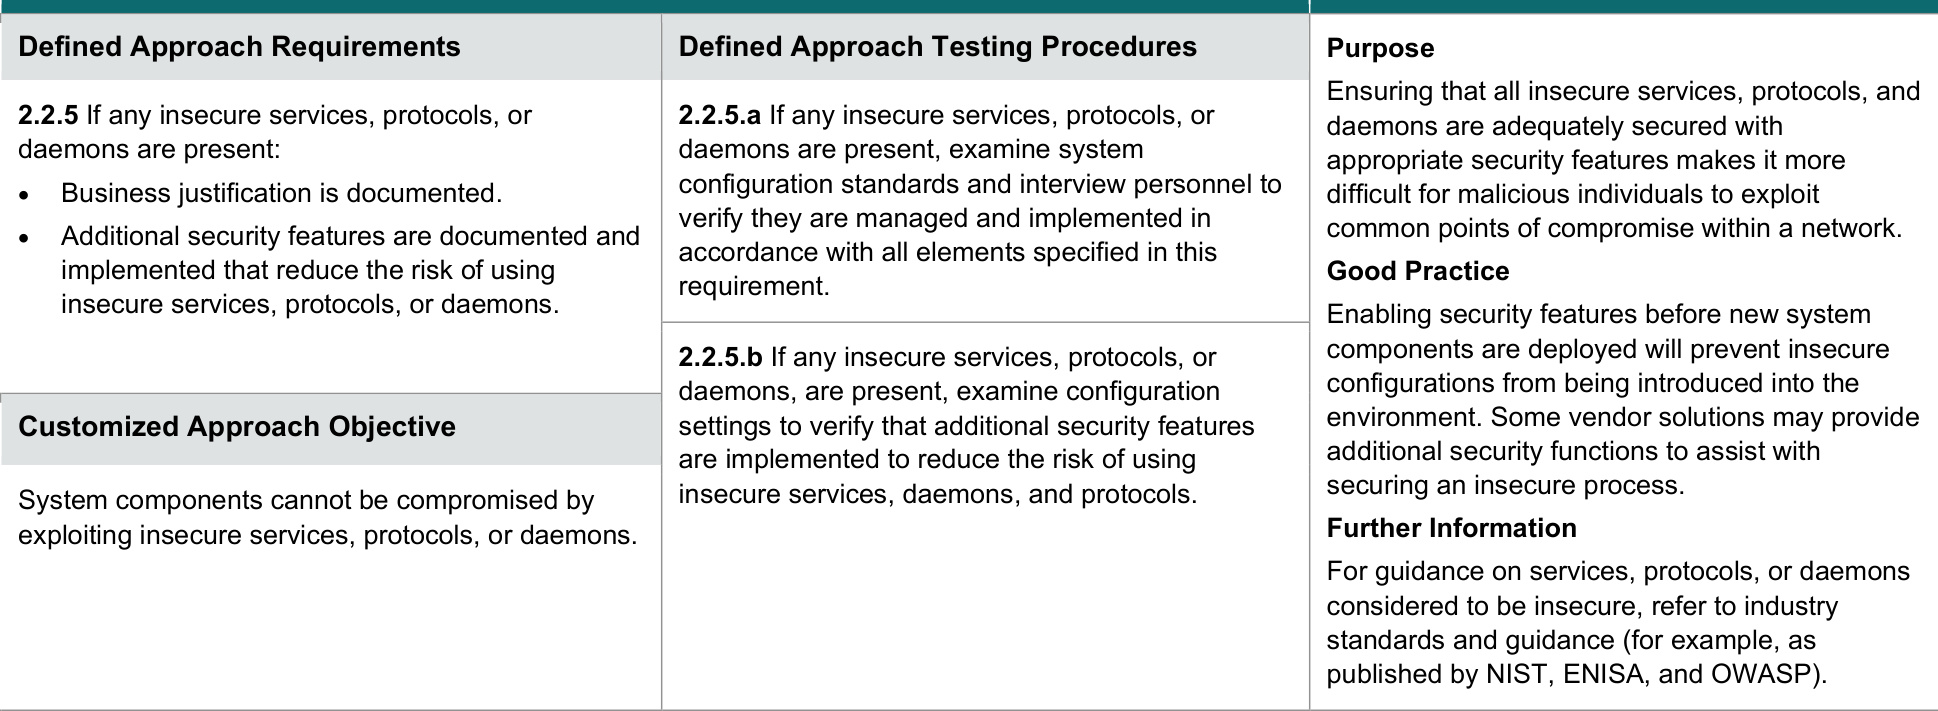 Defined Approach Requirements
2.2.5 If any insecure services, protocols, or
daemons are present:
• Business justification is documented.
• Additional security features are documented and
implemented that reduce the risk of using
insecure services, protocols, or daemons.
Customized Approach Objective
System components cannot be compromised by
exploiting insecure services, protocols, or daemons.
Defined Approach Testing Procedures
2.2.5.a If any insecure services, protocols, or
daemons are present, examine system
configuration standards and interview personnel to
verify they are managed and implemented in
accordance with all elements specified in this
requirement.
2.2.5.b If any insecure services, protocols, or
daemons, are present, examine configuration
settings to verify that additional security features
are implemented to reduce the risk of using
insecure services, daemons, and protocols.
Purpose
Ensuring that all insecure services, protocols, and
daemons are adequately secured with
appropriate security features makes it more
difficult for malicious individuals to exploit
common points of compromise within a network.
Good Practice
Enabling security features before new system
components are deployed will prevent insecure
configurations from being introduced into the
environment. Some vendor solutions may provide
additional security functions to assist with
securing an insecure process.
Further Information
For guidance on services, protocols, or daemons
considered to be insecure, refer to industry
standards and guidance (for example, as
published by NIST, ENISA, and OWASP).